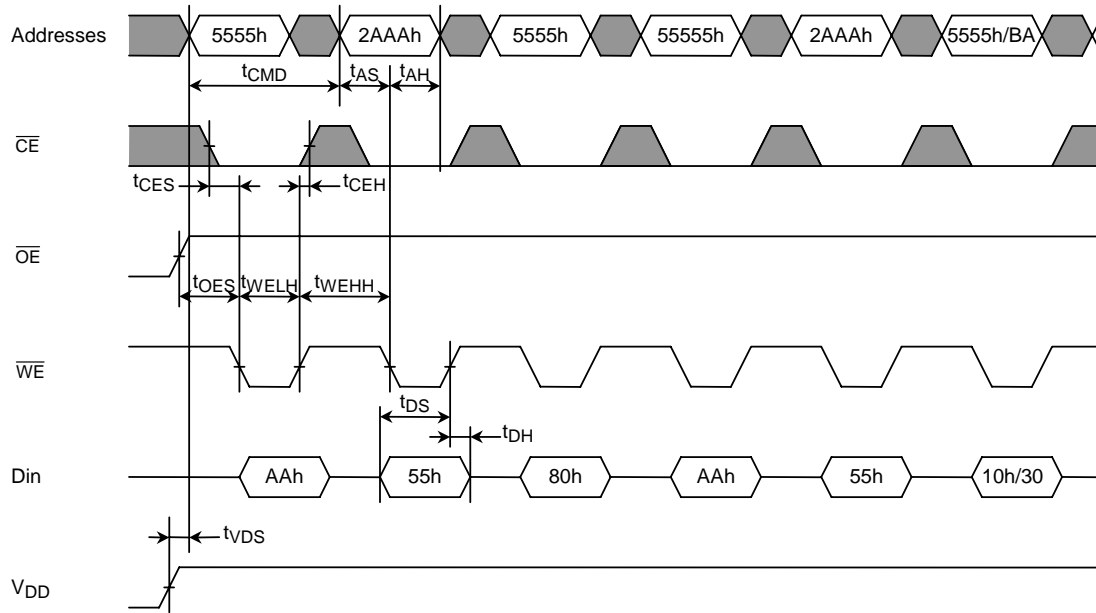 Addresses 5555h 2AAAh 5555h 55555h 2AAAh 5555h/BA
tCMD tAS tAH
CE
tCES tCEH
OE
tOES tWELH tWEHH
WE
tDS
tDH
Din AAh 55h 80h AAh 55h 10h/30
tVDS
VDD